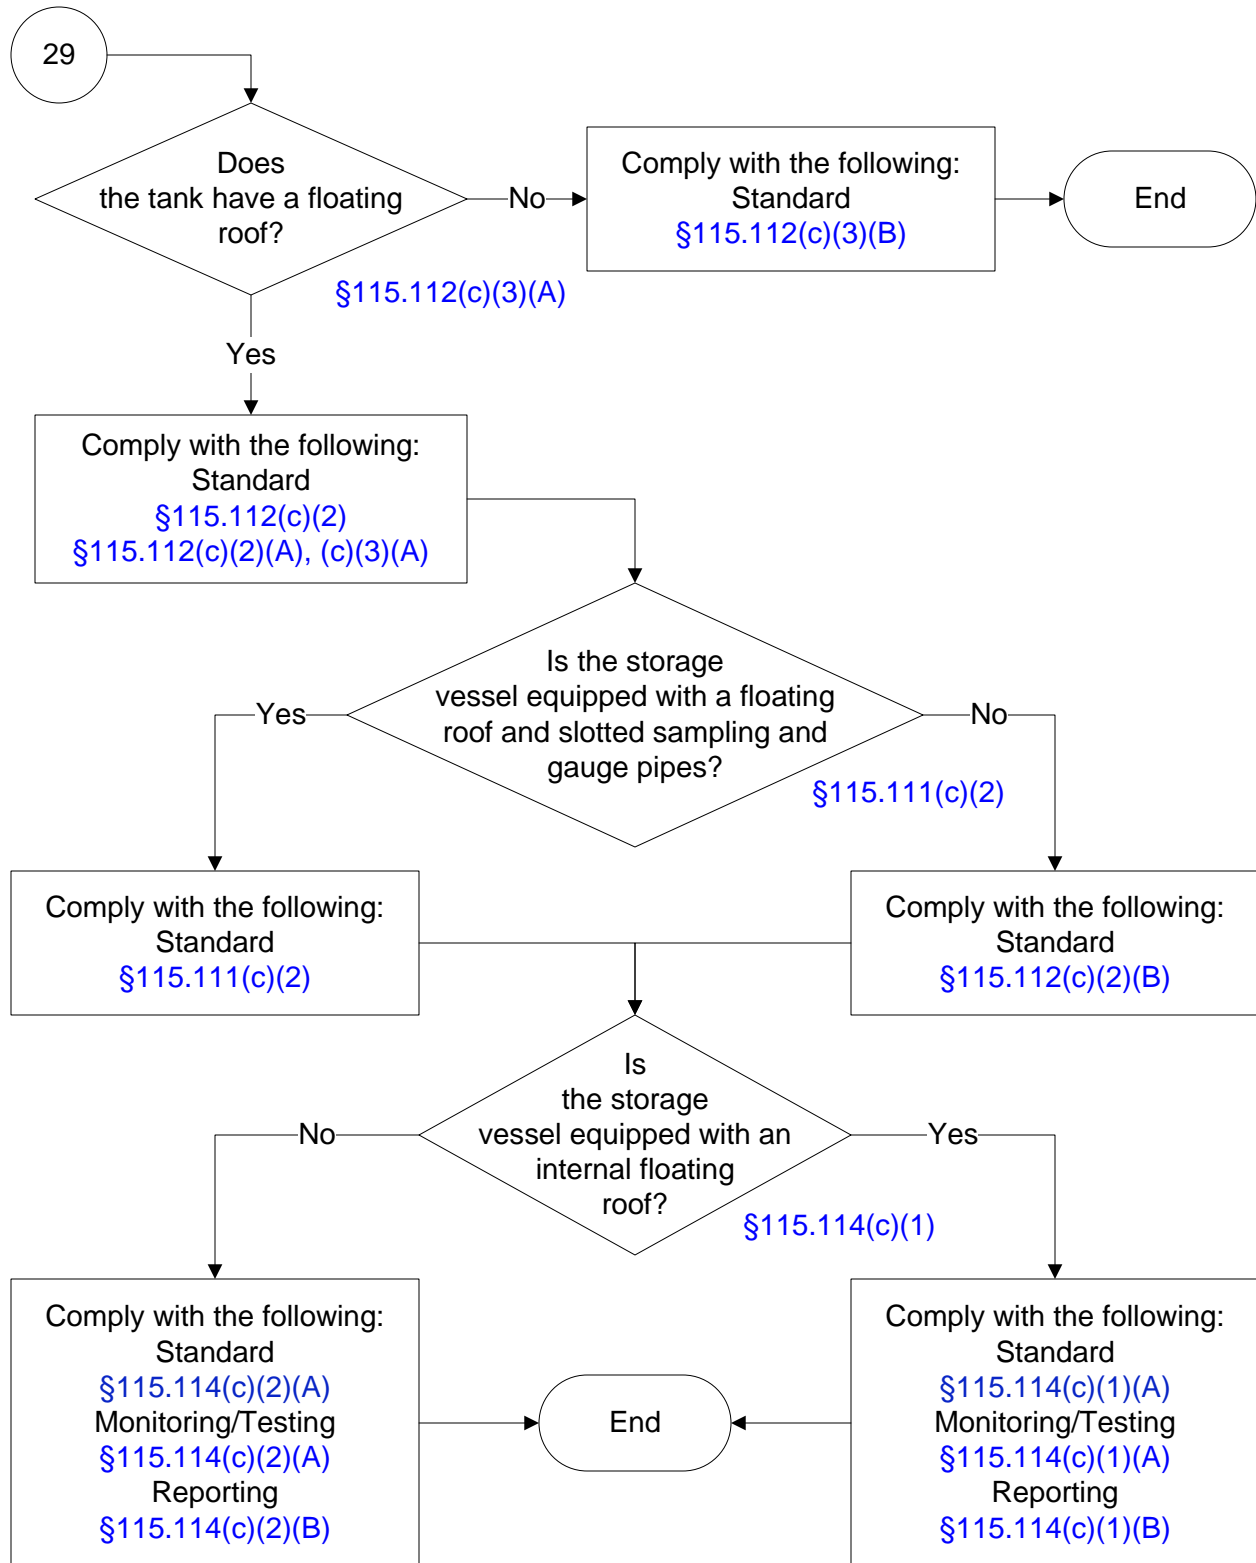 29
Does
the tank have a floating
roof?
No
Comply with the following:
Standard
§115.112(c)(3)(B)
End
§115.112(c)(3)(A)
Yes
Comply with the following:
Standard
§115.112(c)(2)
§115.112(c)(2)(A), (c)(3)(A)
Is the storage
vessel equipped with a floating
roof and slotted sampling and
gauge pipes?
Yes
No
§115.111(c)(2)
Comply with the following:
Standard
§115.111(c)(2)
Comply with the following:
Standard
§115.112(c)(2)(B)
Is
the storage
vessel equipped with an
internal floating
roof?
No
Yes
§115.114(c)(1)
Comply with the following:
Standard
§115.114(c)(2)(A)
Monitoring/Testing
§115.114(c)(2)(A)
Reporting
§115.114(c)(2)(B)
End
Comply with the following:
Standard
§115.114(c)(1)(A)
Monitoring/Testing
§115.114(c)(1)(A)
Reporting
§115.114(c)(1)(B)